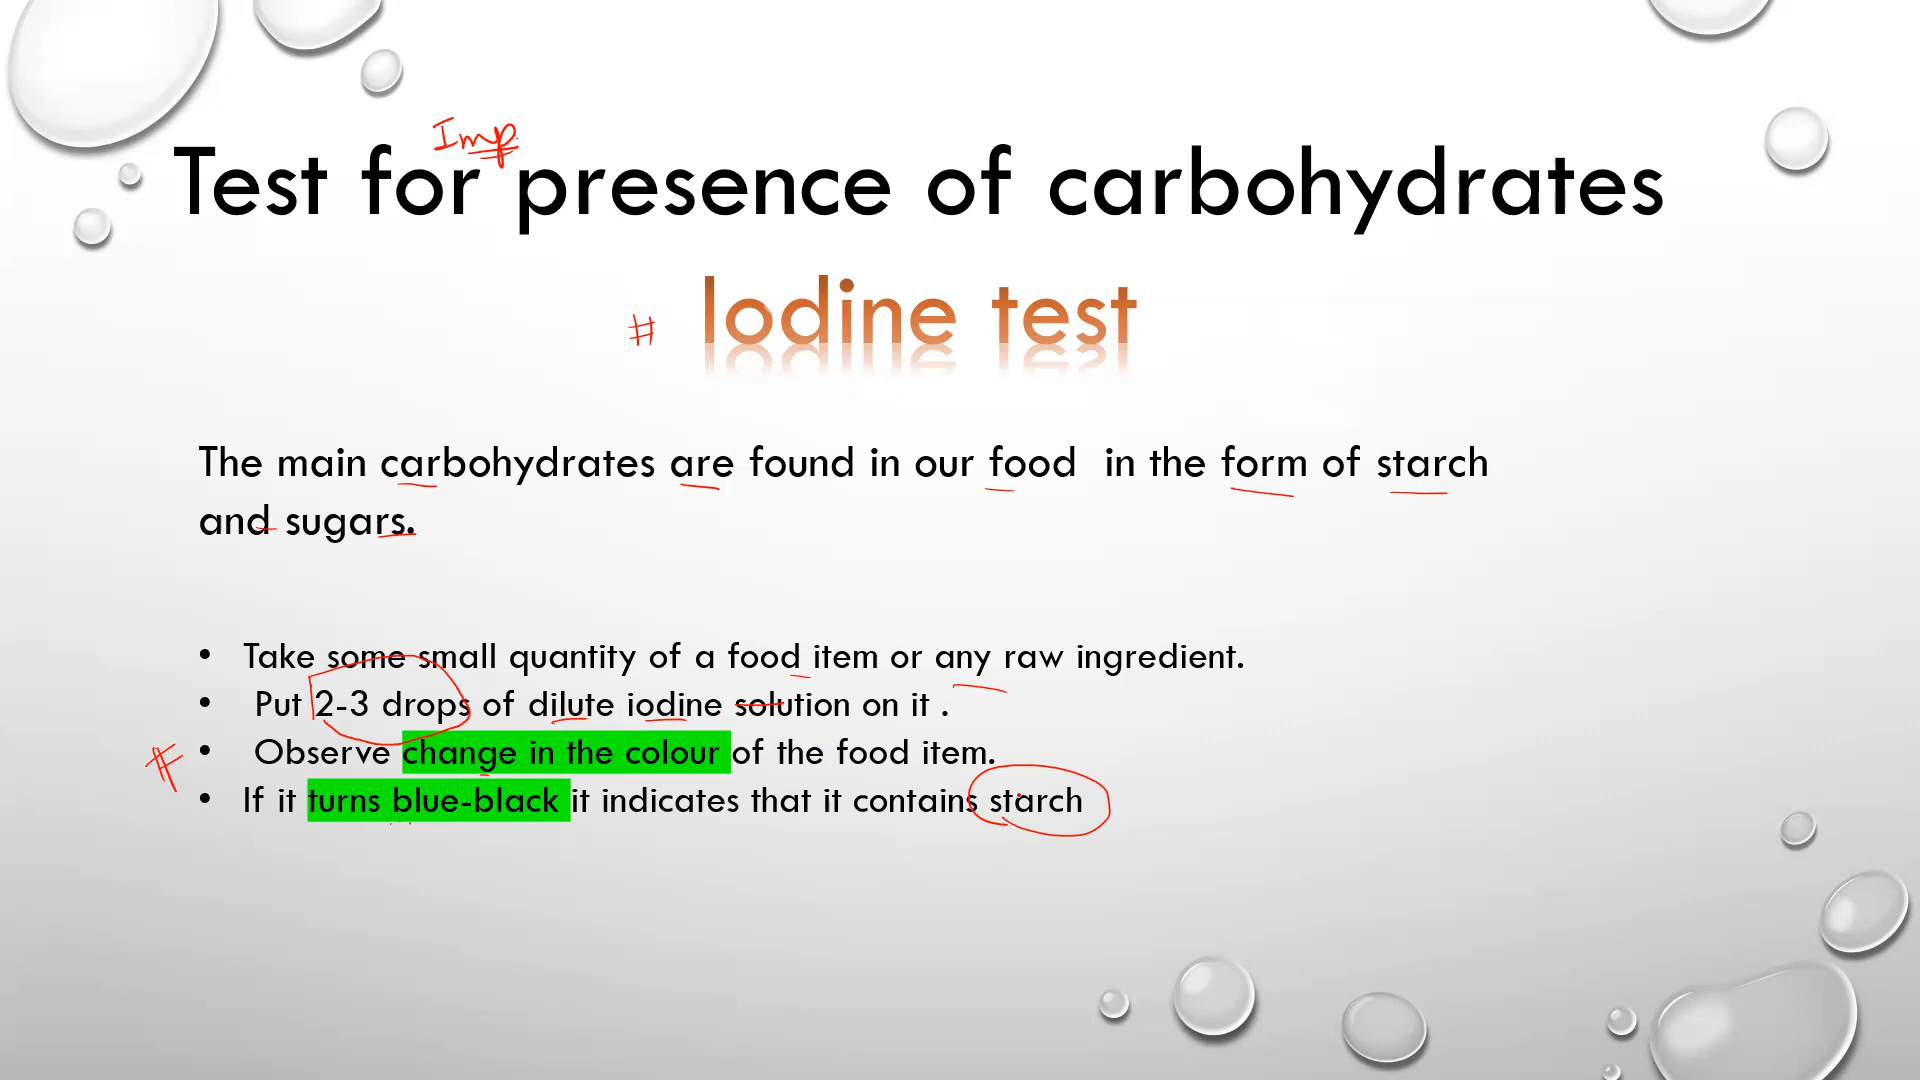 Imp.
Test for presence of carbohydrates
# Iodine test
The main carbohydrates are found in our food in the form of starch
and sugars.
• Take some small quantity of a food item or any raw ingredient.
• Put 2-3 drops of dilute iodine solution on it .
# • Observe change in the colour of the food item.
• If it turns blue-black it indicates that it contains starch